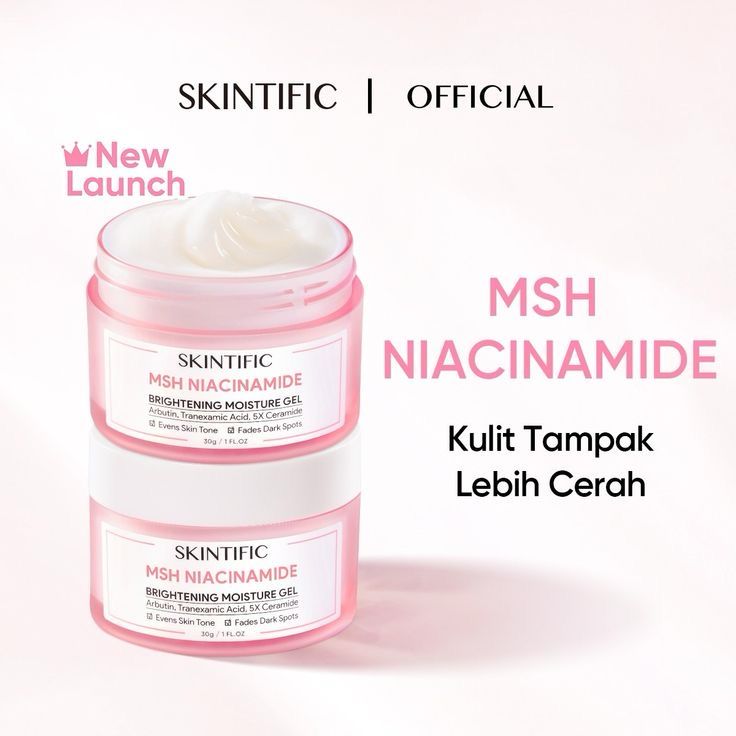 SKINTIFIC | OFFICIAL
New
Launch
SKINTIFIC
MSH NIACINAMIDE
BRIGHTENING MOISTURE GEL
Arbutin, Tranexamic Acid, 5X Ceramide
Evens Skin Tone Fades Dark Spots
30g / 1 FL.OZ
MSH
NIACINAMIDE
Kulit Tampak
Lebih Cerah
SKINTIFIC
MSH NIACINAMIDE
BRIGHTENING MOISTURE GEL
Arbutin, Tranexamic Acid, 5X Ceramide
Evens Skin Tone Fades Dark Spots
30g / 1 FL.OZ